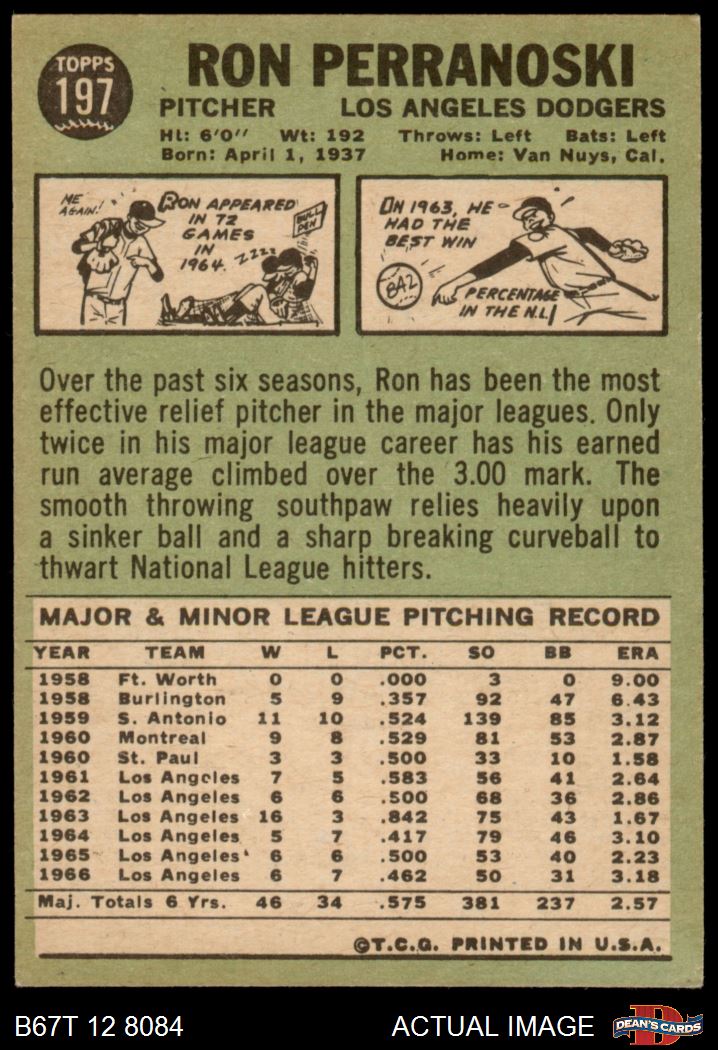 TOPPS
197
RON PERRANOSKI
PITCHER LOS ANGELES DODGERS
Ht: 6'0'' Wt: 192 Throws: Left Bats: Left
Born: April 1, 1937 Home: Van Nuys, Cal.
ME AGAIN!
RON APPEARED
IN 72
GAMES
IN
1964.
ZZZZ
BULL
PEN
ON 1963, HE
HAD THE
BEST WIN
842
PERCENTAGE
IN THE N.L.
Over the past six seasons, Ron has been the most
effective relief pitcher in the major leagues. Only
twice in his major league career has his earned
run average climbed over the 3.00 mark. The
smooth throwing southpaw relies heavily upon
a sinker ball and a sharp breaking curveball to
thwart National League hitters.
MAJOR & MINOR LEAGUE PITCHING RECORD
YEAR TEAM W L PCT. SO BB ERA
1958 Ft. Worth 0 0 .000 3 0 9.00
1958 Burlington 5 9 .357 92 47 6.43
1959 S. Antonio 11 10 .524 139 85 3.12
1960 Montreal 9 8 .529 81 53 2.87
1960 St. Paul 3 3 .500 33 10 1.58
1961 Los Angeles 7 5 .583 56 41 2.64
1962 Los Angeles 6 6 .500 68 36 2.86
1963 Los Angeles 16 3 .842 75 43 1.67
1964 Los Angeles 5 7 .417 79 46 3.10
1965 Los Angeles 6 6 .500 53 40 2.23
1966 Los Angeles 6 7 .462 50 31 3.18
Maj. Totals 6 Yrs. 46 34 .575 381 237 2.57
©T.C.G. PRINTED IN U.S.A.
B67T 12 8084 ACTUAL IMAGE
D
DEAN'S CARDS